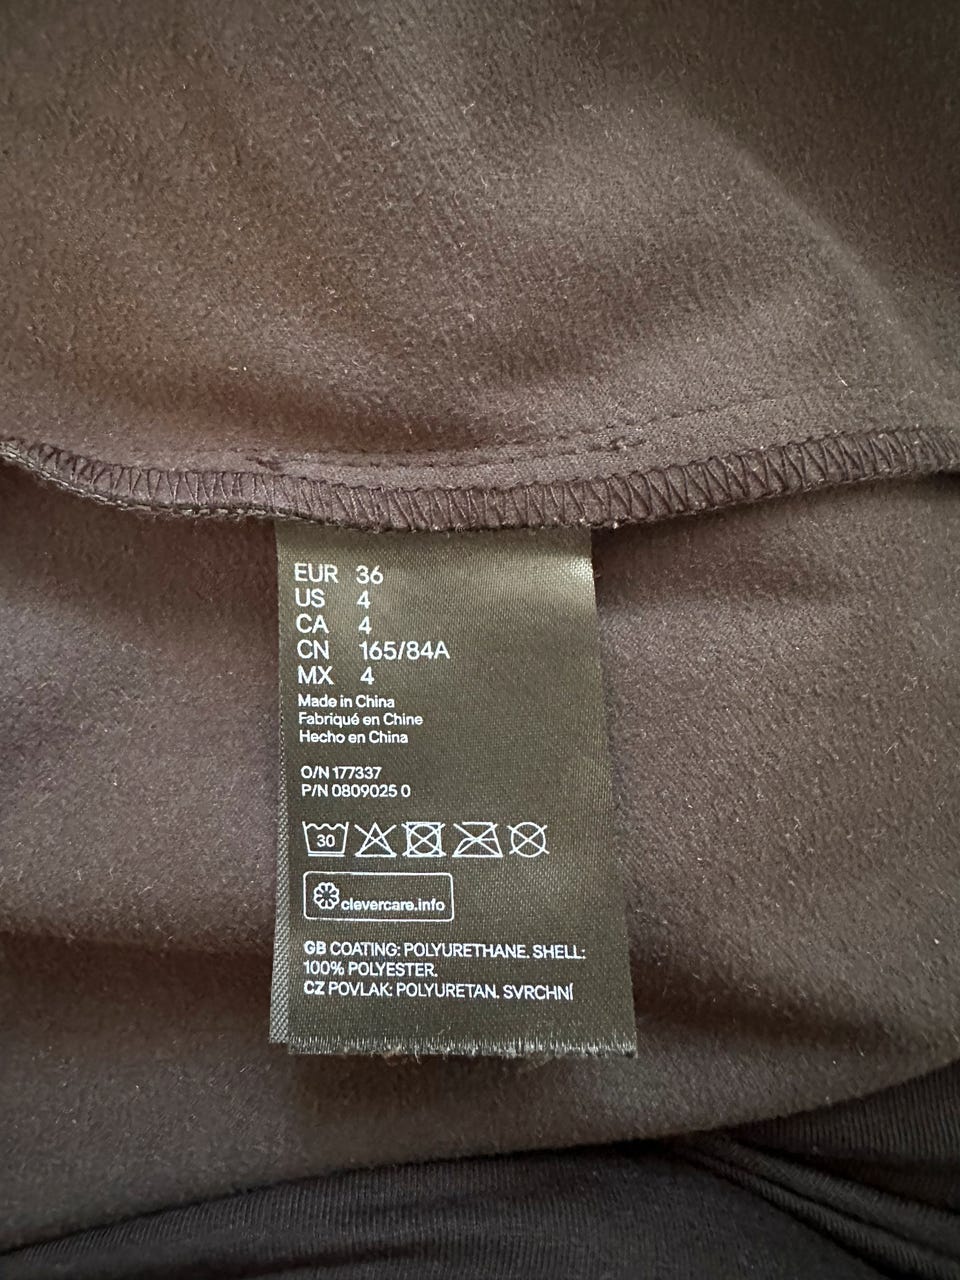 EUR 36
US 4
CA 4
CN 165/84A
MX 4
Made in China
Fabriqué en Chine
Hecho en China
O/N 177337
P/N 0809025 0
30
clevercare.info
GB COATING: POLYURETHANE. SHELL:
100% POLYESTER.
CZ POVLAK: POLYURETAN. SVRCHNÍ